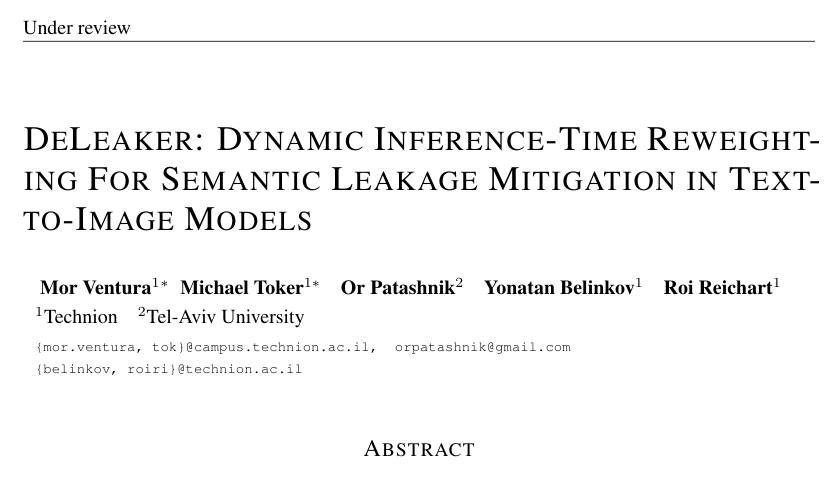 Under review
DELEAKER: DYNAMIC INFERENCE-TIME REWEIGHT-
ING FOR SEMANTIC LEAKAGE MITIGATION IN TEXT-
TO-IMAGE MODELS
Mor Ventura¹* Michael Toker¹* Or Patashnik² Yonatan Belinkov¹ Roi Reichart¹
¹Technion ²Tel-Aviv University
{mor.ventura, tok}@campus.technion.ac.il, orpatashnik@gmail.com
{belinkov, roiri}@technion.ac.il
ABSTRACT